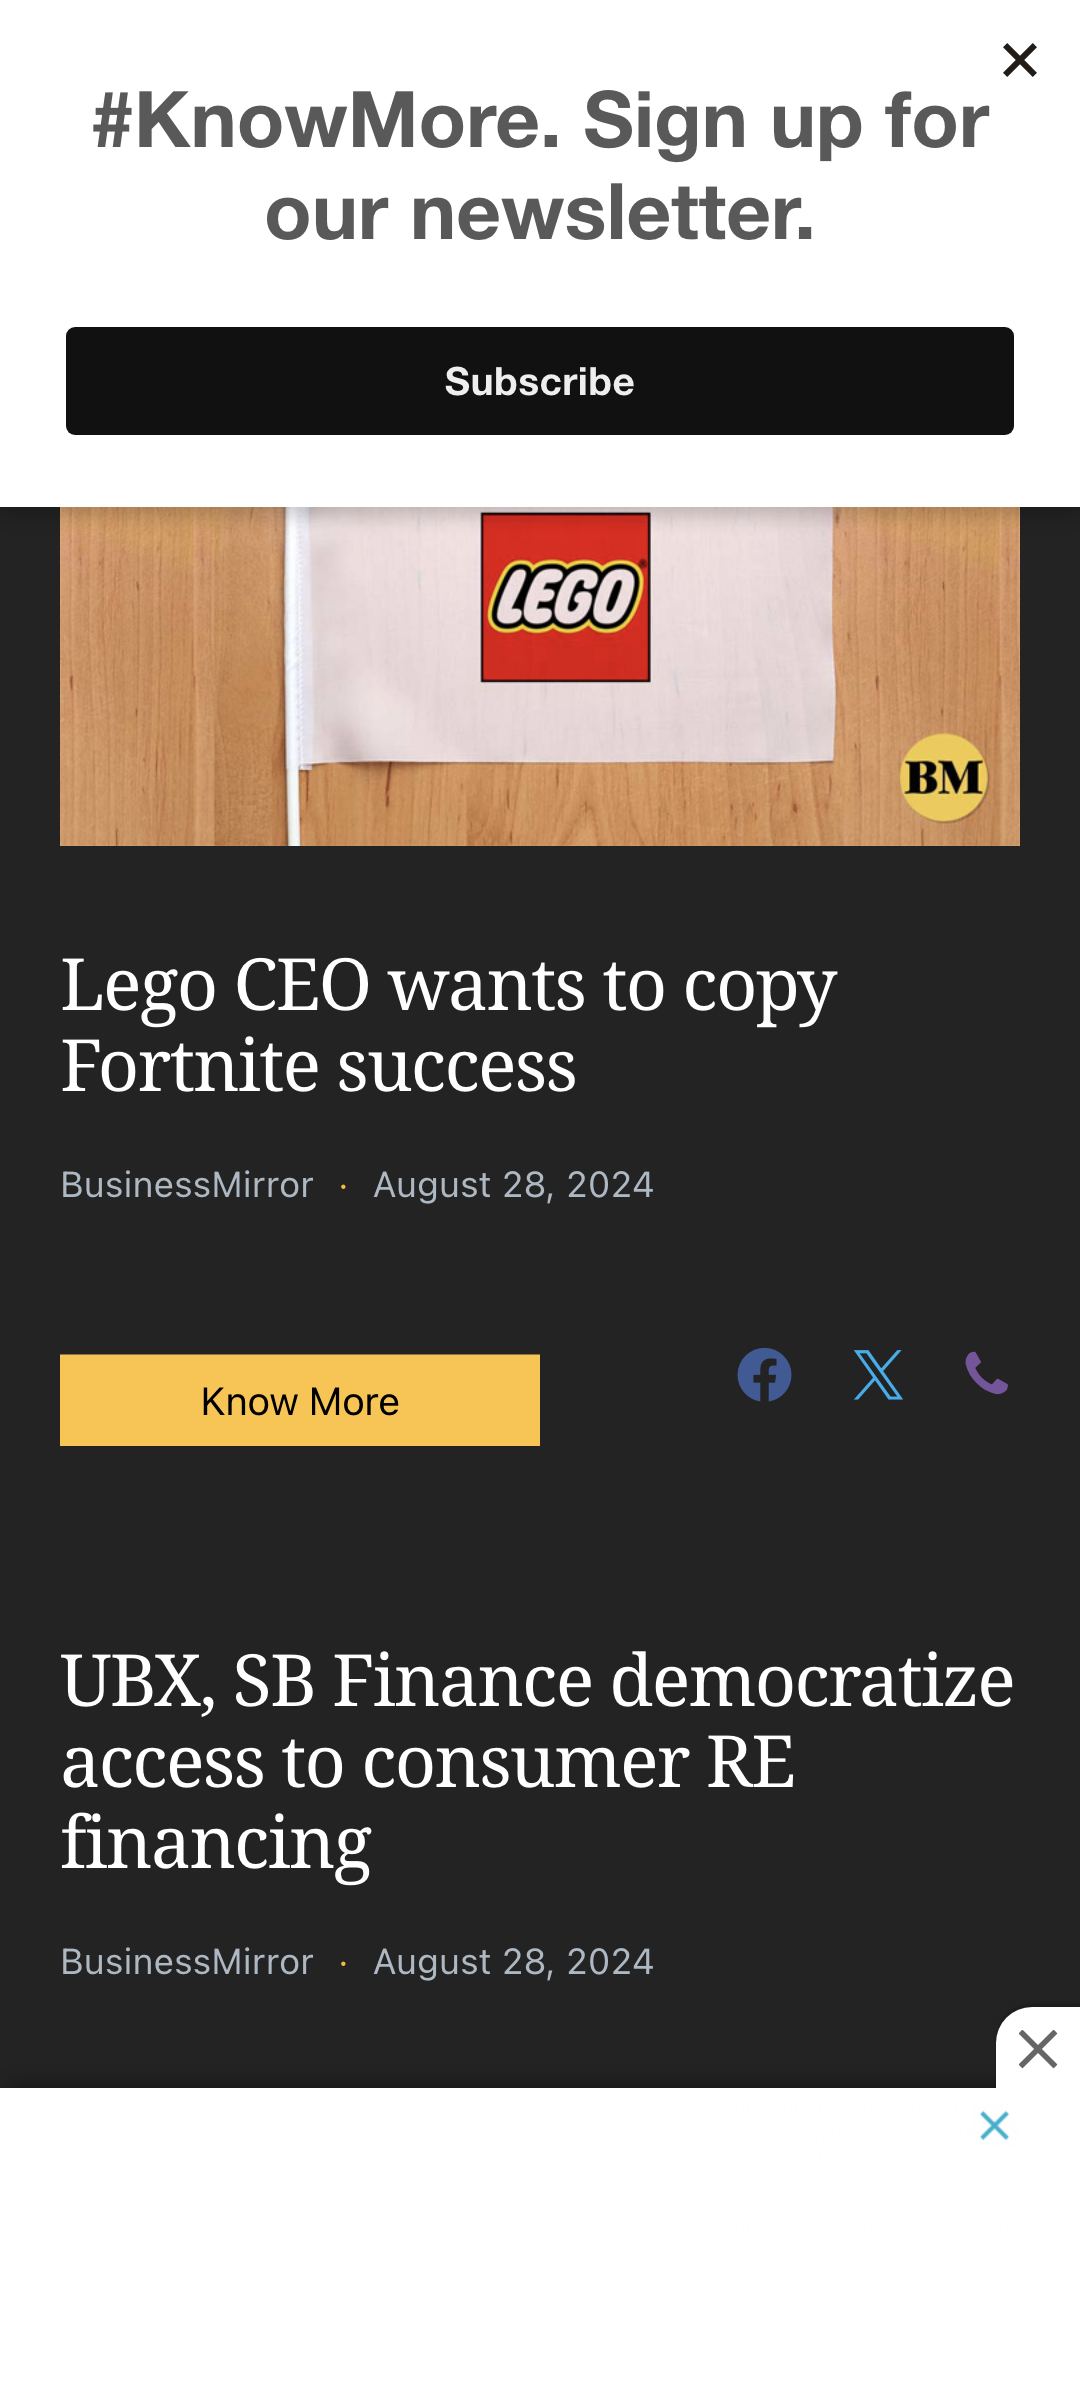 #KnowMore. Sign up for
our newsletter.
Subscribe
LEGO
BM
Lego CEO wants to copy
Fortnite success
BusinessMirror · August 28, 2024
Know More
UBX, SB Finance democratize
access to consumer RE
financing
BusinessMirror · August 28, 2024